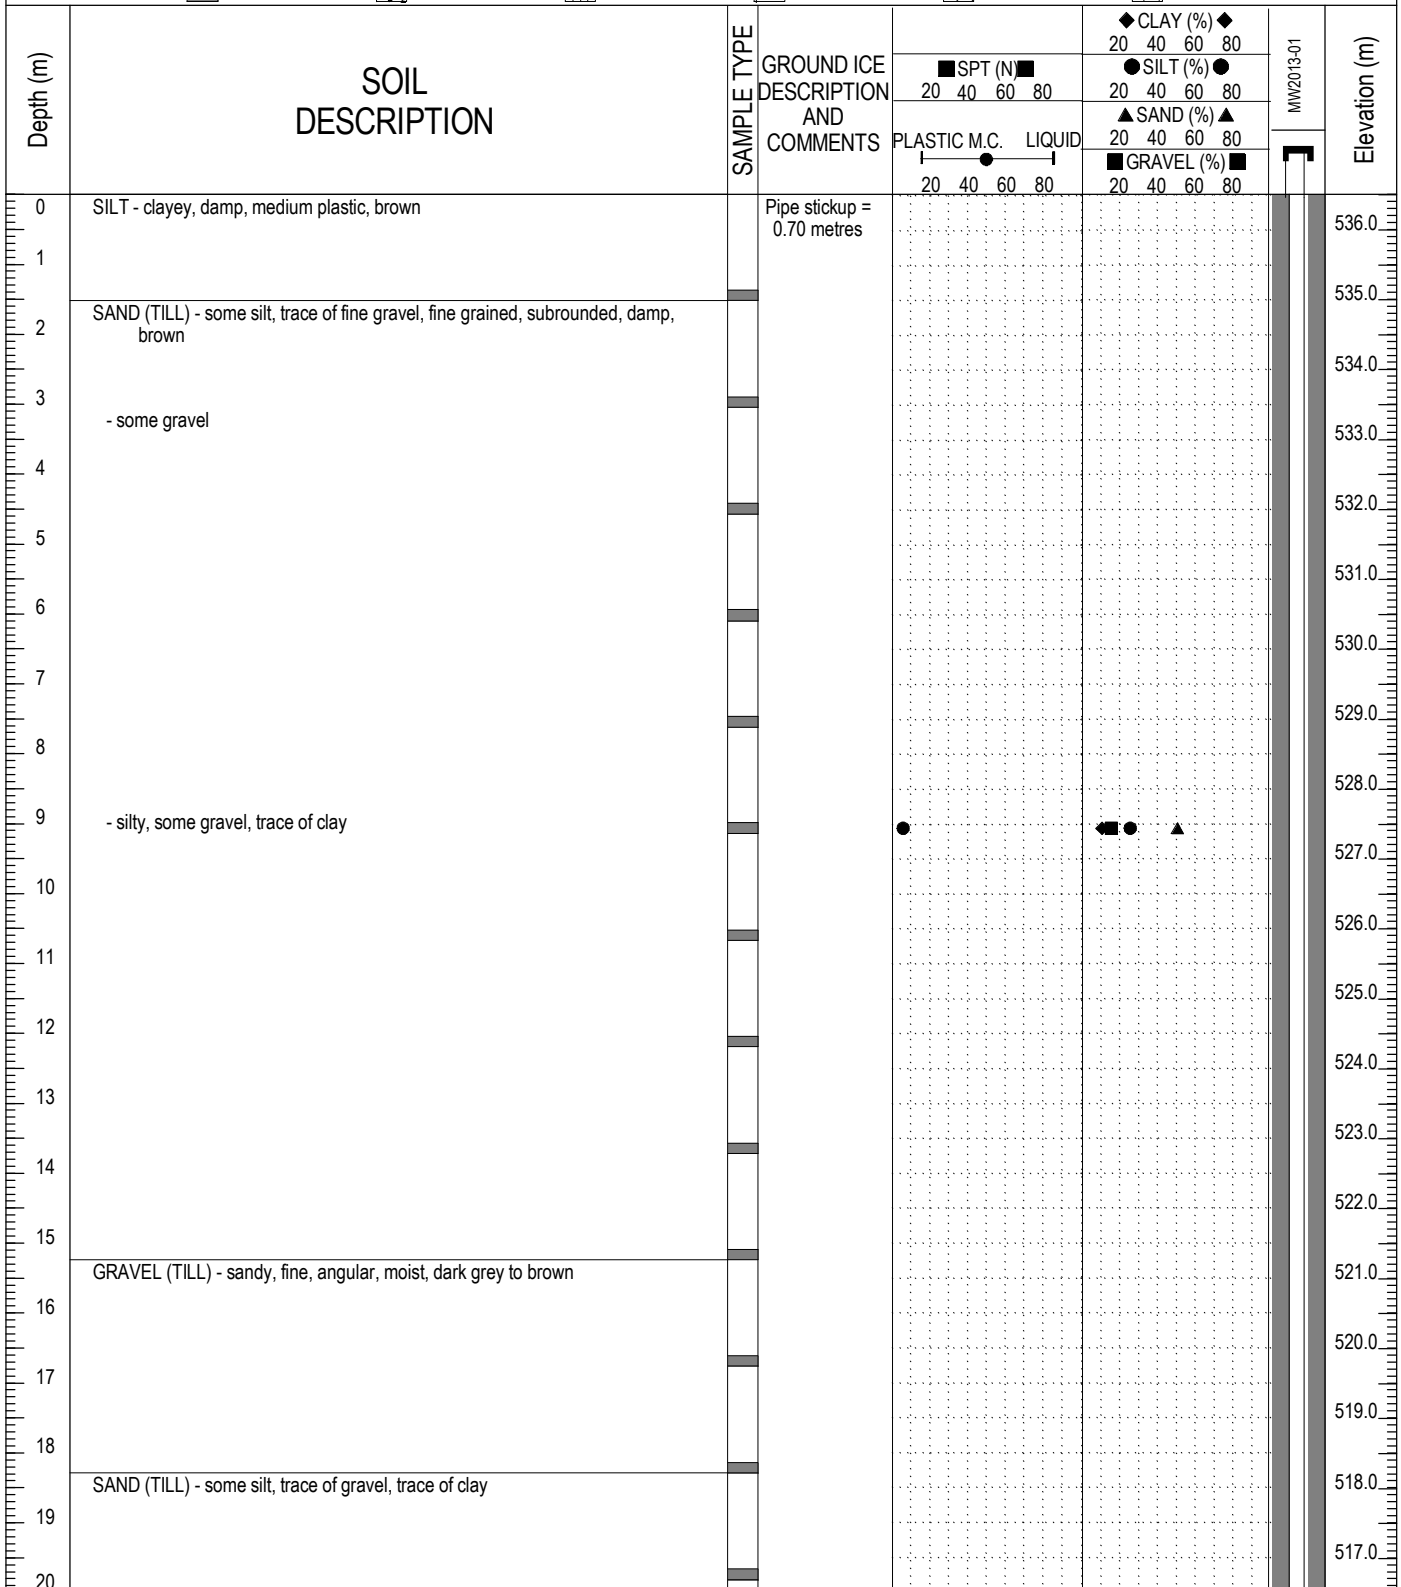 Depth (m)
SOIL
DESCRIPTION
SAMPLE TYPE
GROUND ICE
DESCRIPTION
AND
COMMENTS
SPT (N)
20 40 60 80
PLASTIC M.C. LIQUID
20 40 60 80
CLAY (%)
20 40 60 80
SILT (%)
20 40 60 80
SAND (%)
20 40 60 80
GRAVEL (%)
20 40 60 80
MW2013-01
Elevation (m)
0
1
2
3
4
5
6
7
8
9
10
11
12
13
14
15
16
17
18
19
20
SILT - clayey, damp, medium plastic, brown
SAND (TILL) - some silt, trace of fine gravel, fine grained, subrounded, damp,
brown
- some gravel
- silty, some gravel, trace of clay
GRAVEL (TILL) - sandy, fine, angular, moist, dark grey to brown
SAND (TILL) - some silt, trace of gravel, trace of clay
Pipe stickup =
0.70 metres
536.0
535.0
534.0
533.0
532.0
531.0
530.0
529.0
528.0
527.0
526.0
525.0
524.0
523.0
522.0
521.0
520.0
519.0
518.0
517.0